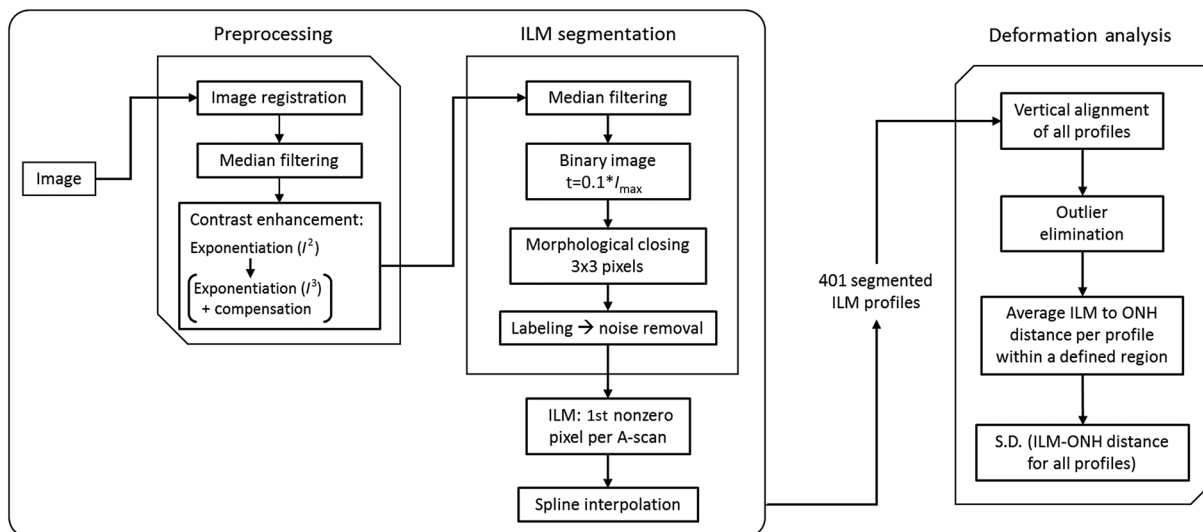 Preprocessing
ILM segmentation
Deformation analysis
Image
Image registration
Median filtering
Contrast enhancement:
Exponentiation (I²)
Exponentiation (I³)
+ compensation
Median filtering
Binary image
t=0.1*Imax
Morphological closing
3x3 pixels
Labeling → noise removal
ILM: 1st nonzero
pixel per A-scan
Spline interpolation
401 segmented
ILM profiles
Vertical alignment
of all profiles
Outlier
elimination
Average ILM to ONH
distance per profile
within a defined region
S.D. (ILM-ONH distance
for all profiles)